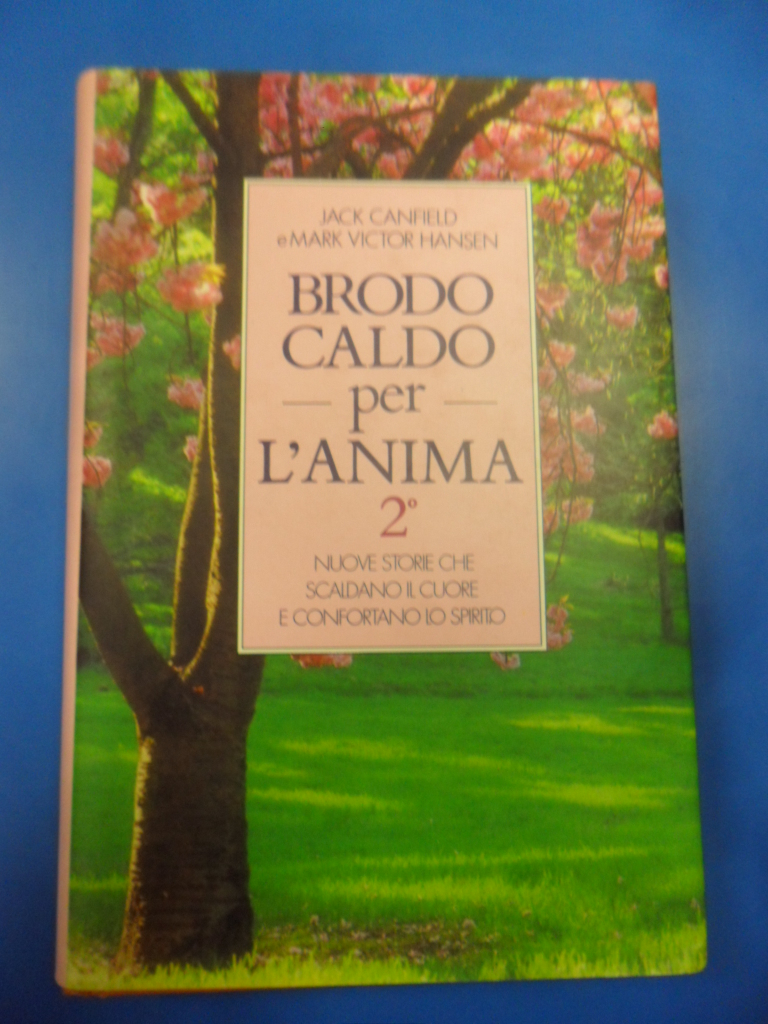 JACK CANFIELD
e MARK VICTOR HANSEN
BRODO
CALDO
per
L'ANIMA
2°
NUOVE STORIE CHE
SCALDANO IL CUORE
E CONFORTANO LO SPIRITO